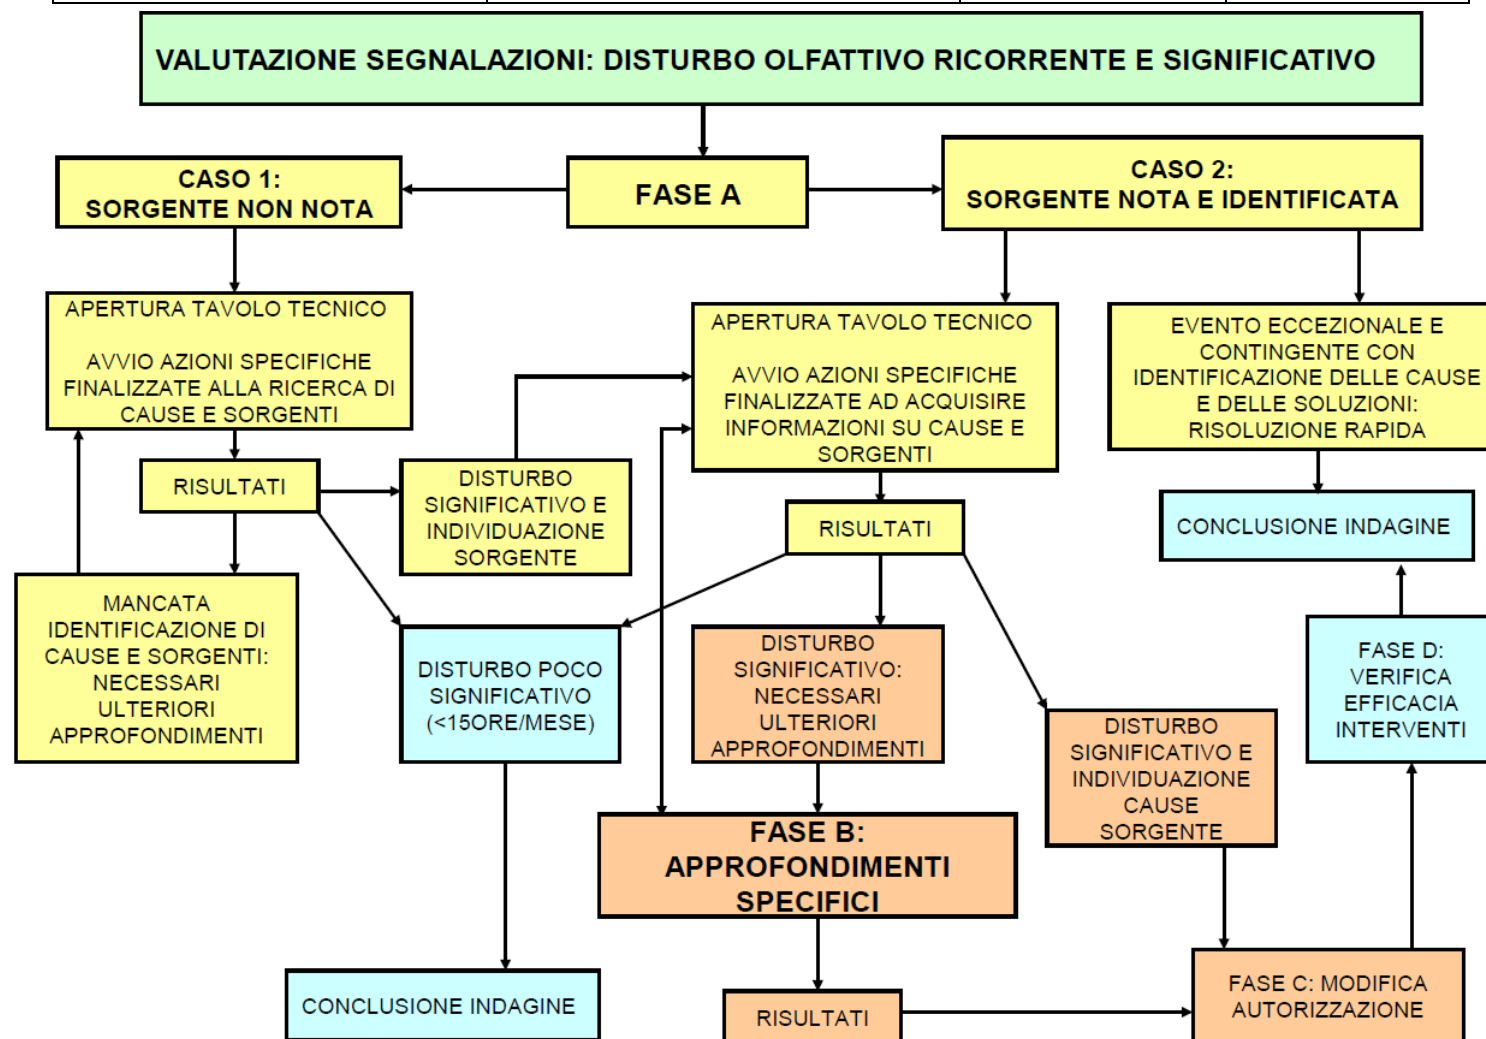 VALUTAZIONE SEGNALAZIONI: DISTURBO OLFATTIVO RICORRENTE E SIGNIFICATIVO
CASO 1:
SORGENTE NON NOTA
FASE A
CASO 2:
SORGENTE NOTA E IDENTIFICATA
APERTURA TAVOLO TECNICO
AVVIO AZIONI SPECIFICHE
FINALIZZATE ALLA RICERCA DI
CAUSE E SORGENTI
APERTURA TAVOLO TECNICO
AVVIO AZIONI SPECIFICHE
FINALIZZATE AD ACQUISIRE
INFORMAZIONI SU CAUSE E
SORGENTI
EVENTO ECCEZIONALE E
CONTINGENTE CON
IDENTIFICAZIONE DELLE CAUSE
E DELLE SOLUZIONI:
RISOLUZIONE RAPIDA
RISULTATI
DISTURBO
SIGNIFICATIVO E
INDIVIDUAZIONE
SORGENTE
RISULTATI
CONCLUSIONE INDAGINE
MANCATA
IDENTIFICAZIONE DI
CAUSE E SORGENTI:
NECESSARI
ULTERIORI
APPROFONDIMENTI
DISTURBO POCO
SIGNIFICATIVO
(<15ORE/MESE)
DISTURBO
SIGNIFICATIVO:
NECESSARI
ULTERIORI
APPROFONDIMENTI
DISTURBO
SIGNIFICATIVO E
INDIVIDUAZIONE
CAUSE
SORGENTE
FASE D:
VERIFICA
EFFICACIA
INTERVENTI
FASE B:
APPROFONDIMENTI
SPECIFICI
CONCLUSIONE INDAGINE
RISULTATI
FASE C: MODIFICA
AUTORIZZAZIONE